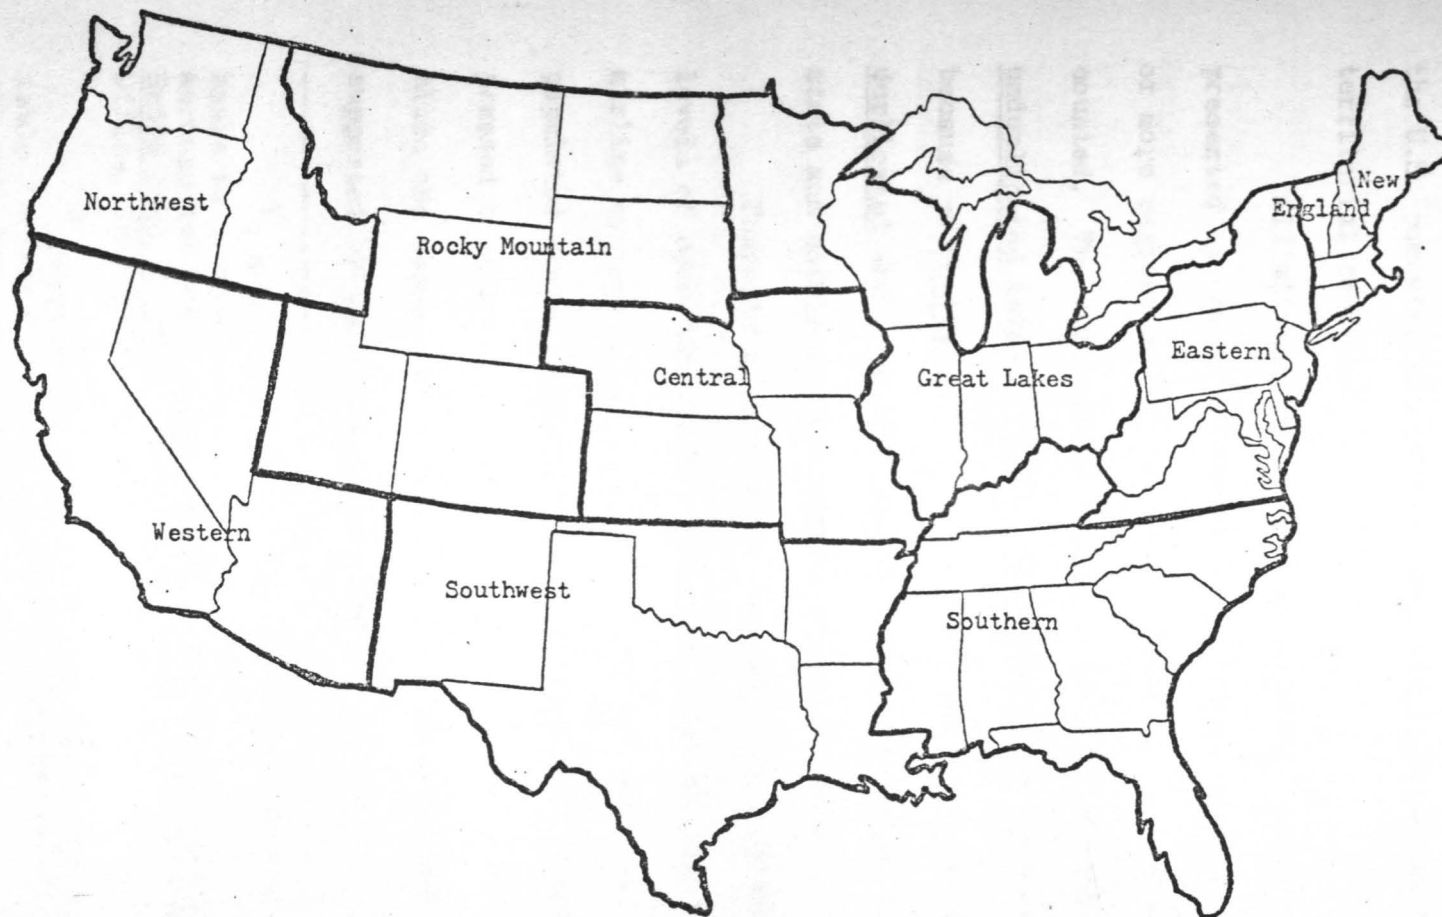 Northwest
Rocky Mountain
New
England
Eastern
Central
Great Lakes
Western
Southwest
Southern